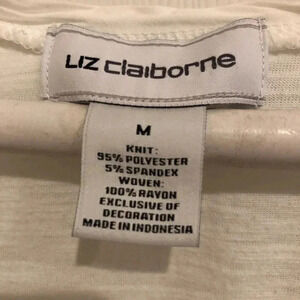 LIZ claiborne
M
KNIT:
95% POLYESTER
5% SPANDEX
WOVEN:
100% RAYON
EXCLUSIVE OF
DECORATION
MADE IN INDONESIA